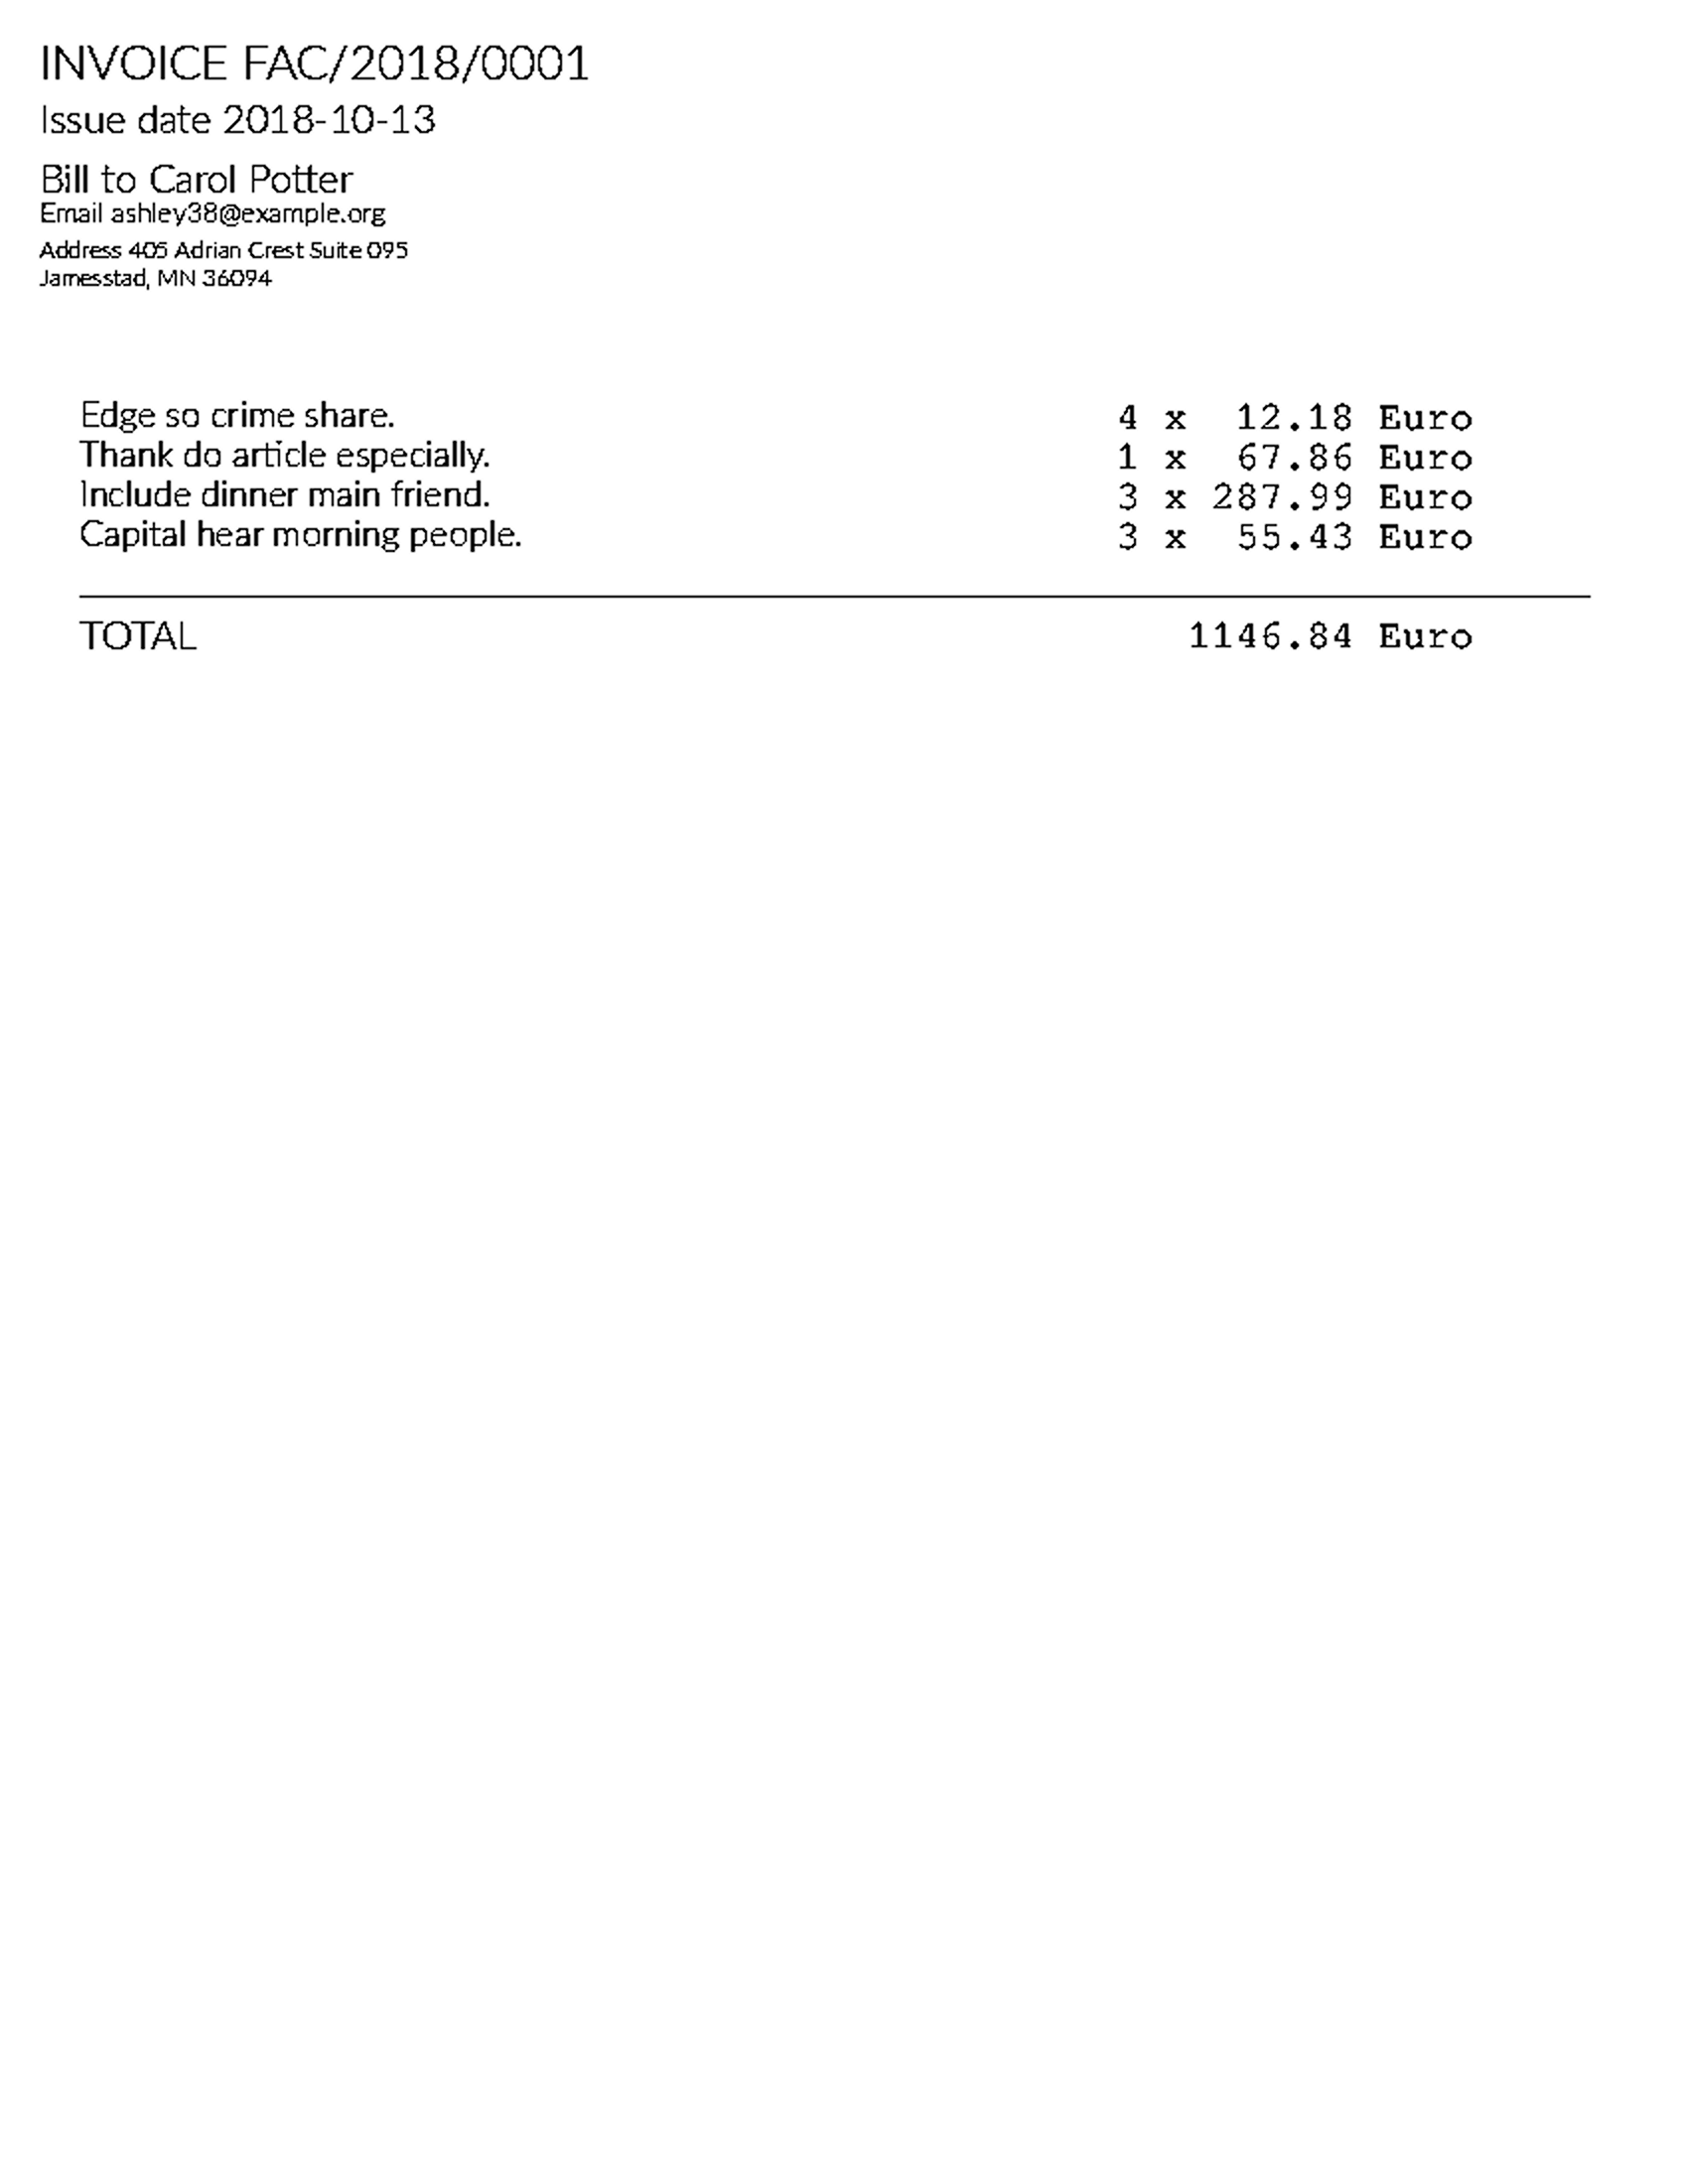 INVOICE FAC/2018/0001
Issue date 2018-10-13
Bill to Carol Potter
Email ashley38@example.org
Address 405 Adrian Crest Suite 095
Jamesstad, MN 36094
Edge so crime share. 4 x 12.18 Euro
Thank do article especially. 1 x 67.86 Euro
Include dinner main friend. 3 x 287.99 Euro
Capital hear morning people. 3 x 55.43 Euro
TOTAL 1146.84 Euro